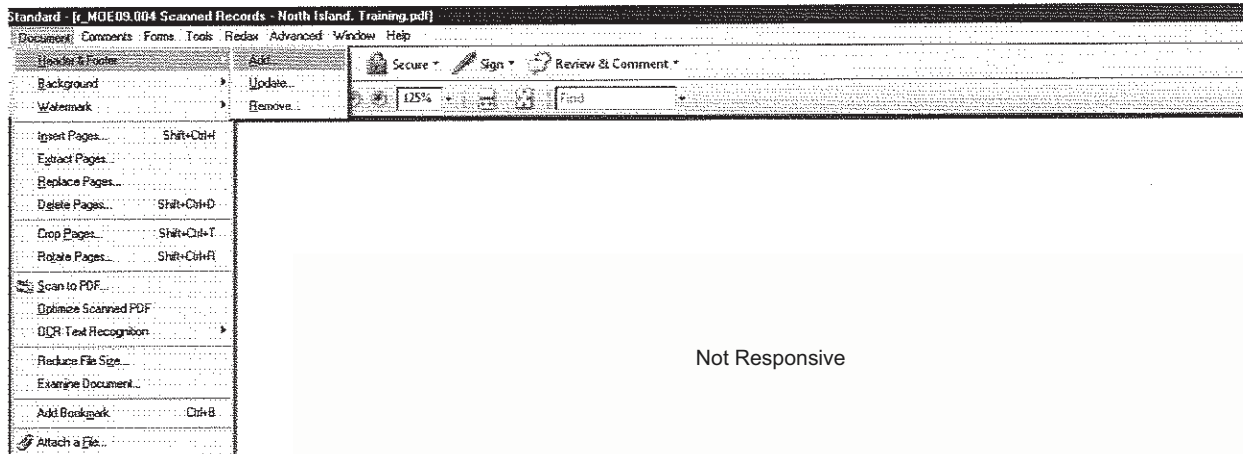 Standard - [r_MOE09.004 Scanned Records - North Island. Training.pdf]
Document Comments Forms Tools Redax Advanced Window Help
Header & Footer Add
Background Update...
Watermark Remove...
Secure Sign Review & Comment
125% Find
Insert Pages... Shift+Ctrl+I
Extract Pages...
Replace Pages...
Delete Pages... Shift+Ctrl+D
Crop Pages... Shift+Ctrl+T
Rotate Pages... Shift+Ctrl+R
Scan to PDF...
Optimize Scanned PDF
OCR Text Recognition
Reduce File Size...
Examine Document...
Add Bookmark Ctrl+B
Attach a File...
Not Responsive